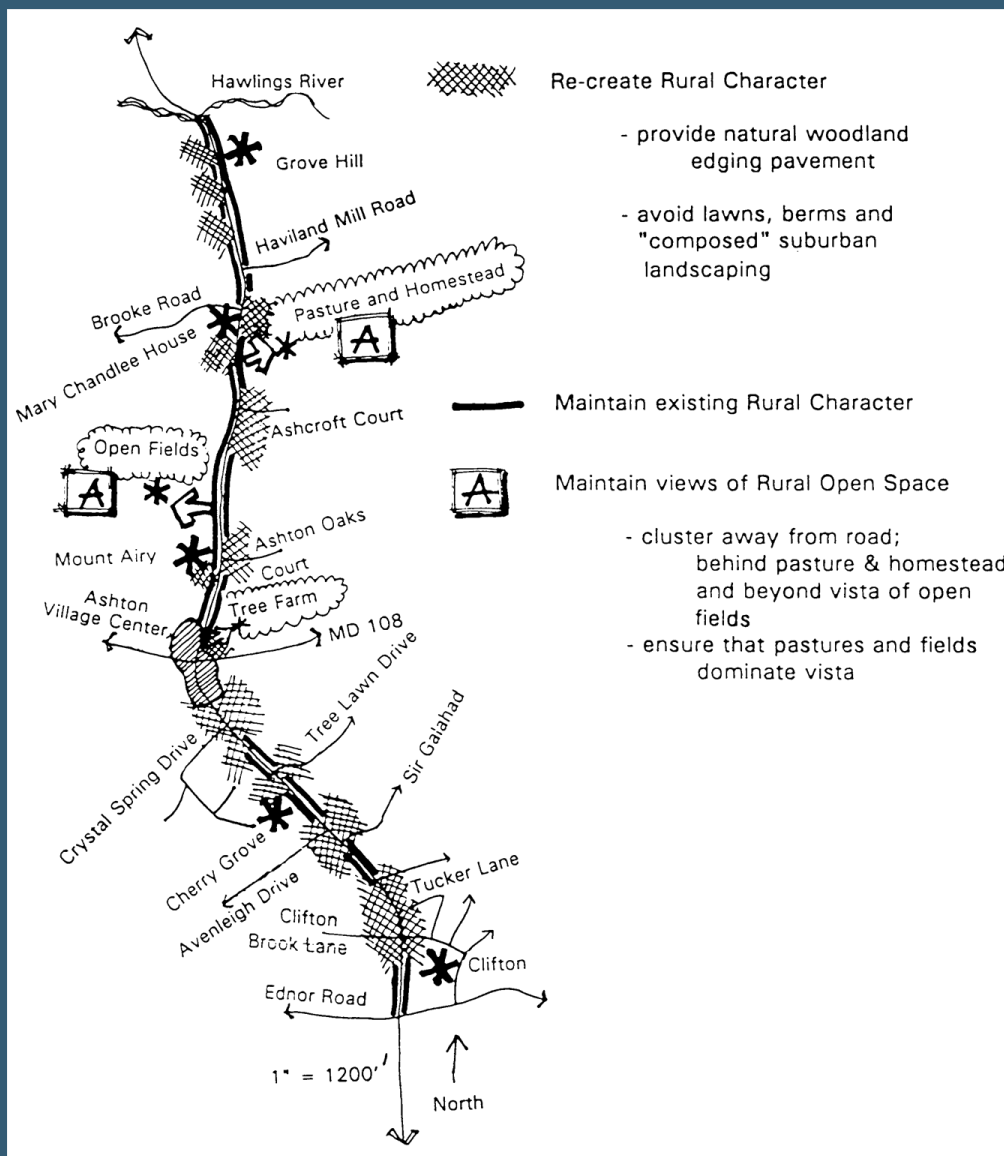 Hawlings River
Grove Hill
Haviland Mill Road
Brooke Road
Pasture and Homestead
Mary Chandlee House
A
Ashcroft Court
Open Fields
A
Mount Airy
Ashton Oaks
Court
Ashton
Village Center
Tree Farm
MD 108
Tree Lawn Drive
Crystal Spring Drive
Sir Galahad
Cherry Grove
Avenleigh Drive
Tucker Lane
Clifton
Brook Lane
Clifton
Ednor Road
1" = 1200'
North
Re-create Rural Character
- provide natural woodland
edging pavement
- avoid lawns, berms and
"composed" suburban
landscaping
Maintain existing Rural Character
A
Maintain views of Rural Open Space
- cluster away from road;
behind pasture & homestead
and beyond vista of open
fields
- ensure that pastures and fields
dominate vista